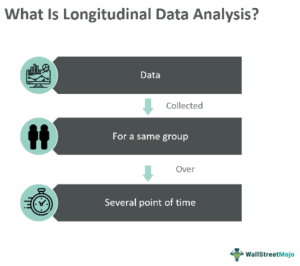 What Is Longitudinal Data Analysis?
Data
Collected
For a same group
Over
Several point of time
WallStreetMojo